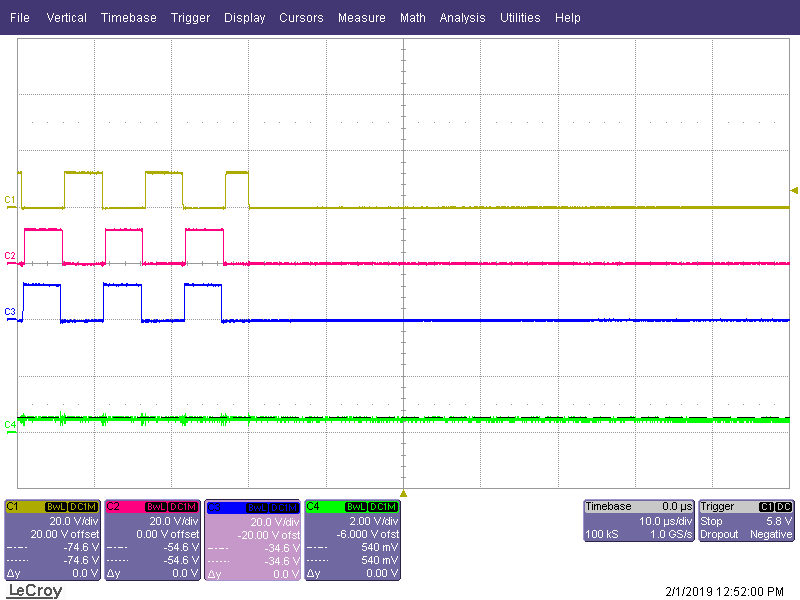 File Vertical Timebase Trigger Display Cursors Measure Math Analysis Utilities Help
C1
C2
C3
C4
C1 BwL DC1M
20.0 V/div
20.00 V offset
-74.6 V
-74.6 V
Δy 0.0 V
C2 BwL DC1M
20.0 V/div
0.00 V offset
-54.6 V
-54.6 V
Δy 0.0 V
C3 BwL DC1M
20.0 V/div
-20.00 V ofst
-34.6 V
-34.6 V
Δy 0.0 V
C4 BwL DC1M
2.00 V/div
-6.000 V ofst
540 mV
540 mV
Δy 0.00 V
Timebase 0.0 µs
10.0 µs/div
100 kS 1.0 GS/s
Trigger C1 DC
Stop 5.8 V
Dropout Negative
LeCroy
2/1/2019 12:52:00 PM